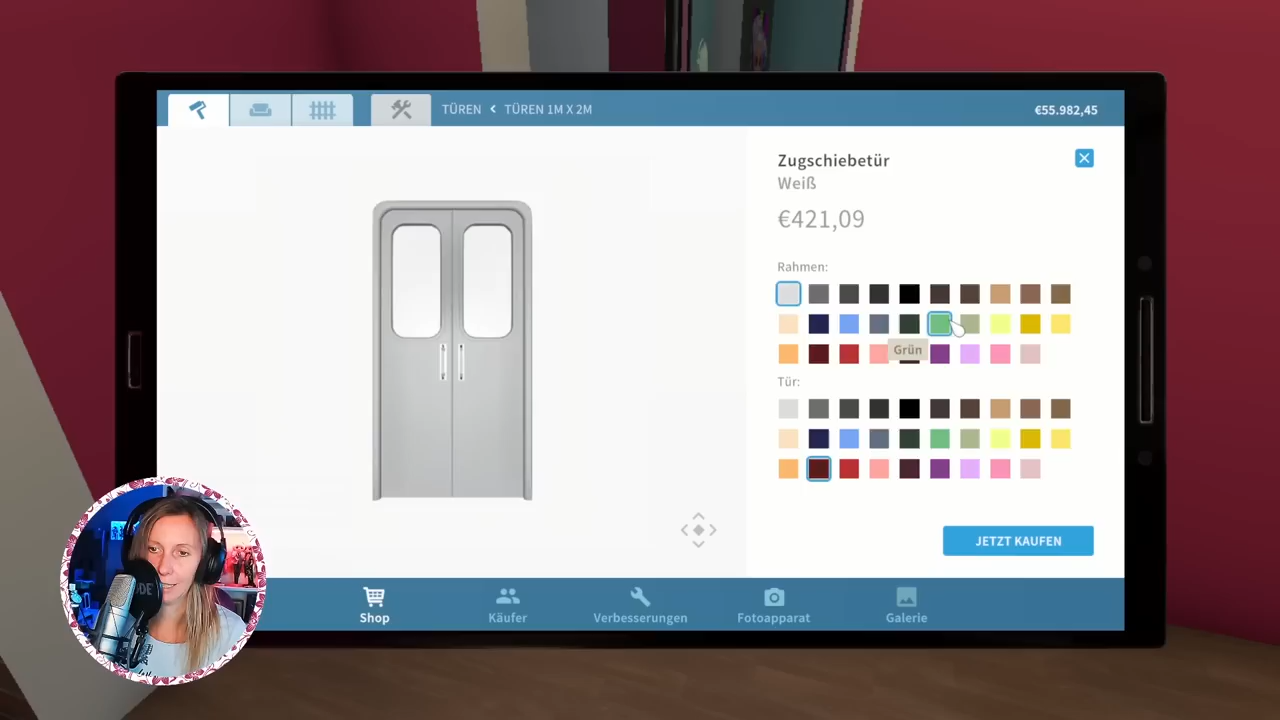 TÜREN < TÜREN 1M X 2M
€55.982,45
Zugschiebetür
Weiß
€421,09
Rahmen:
Grün
Tür:
JETZT KAUFEN
Shop
Käufer
Verbesserungen
Fotoapparat
Galerie